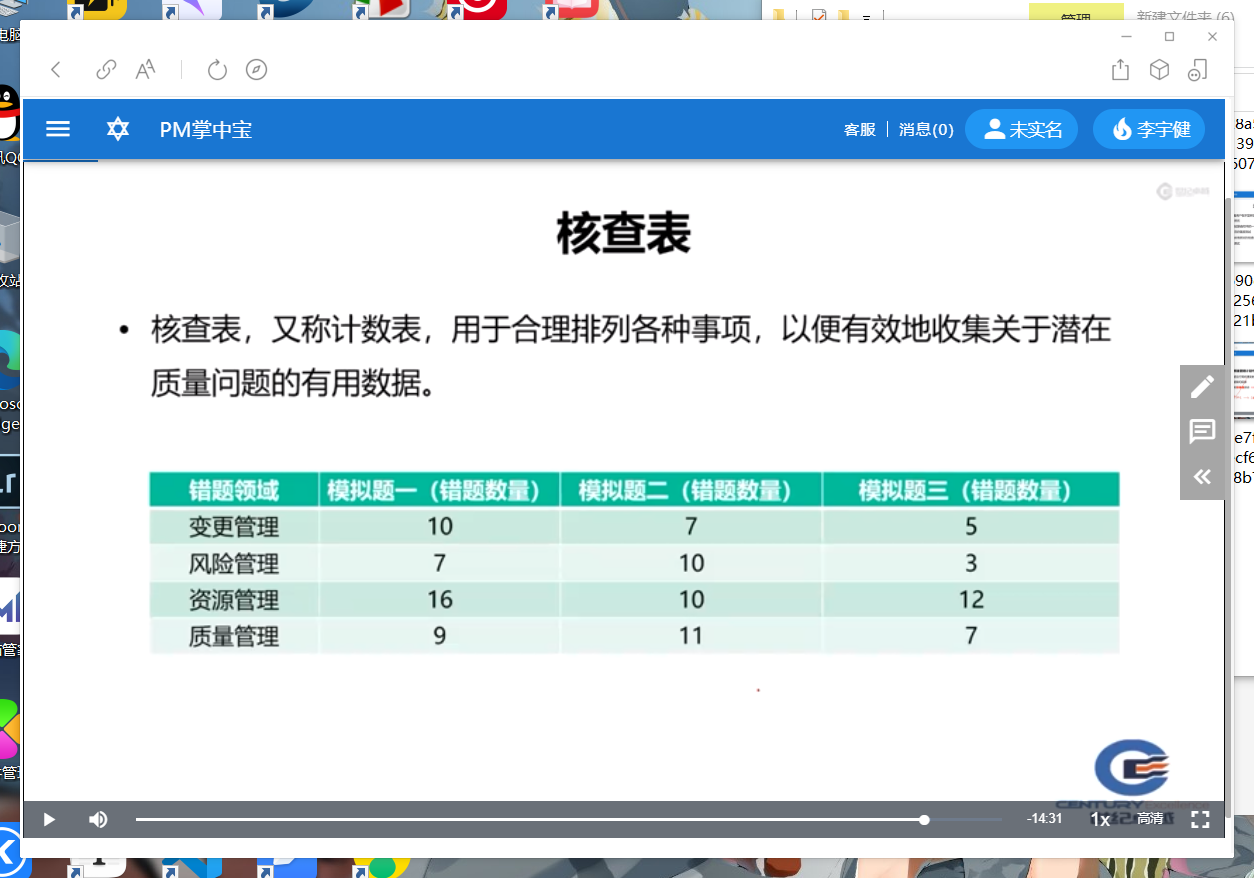 管理
新建文件夹 (6)
PM掌中宝
客服
消息(0)
未实名
李宇健
核查表
• 核查表，又称计数表，用于合理排列各种事项，以便有效地收集关于潜在
质量问题的有用数据。
错题领域 模拟题一（错题数量） 模拟题二（错题数量） 模拟题三（错题数量）
变更管理 10 7 5
风险管理 7 10 3
资源管理 16 10 12
质量管理 9 11 7
CENTURY
-14:31
1x
高清